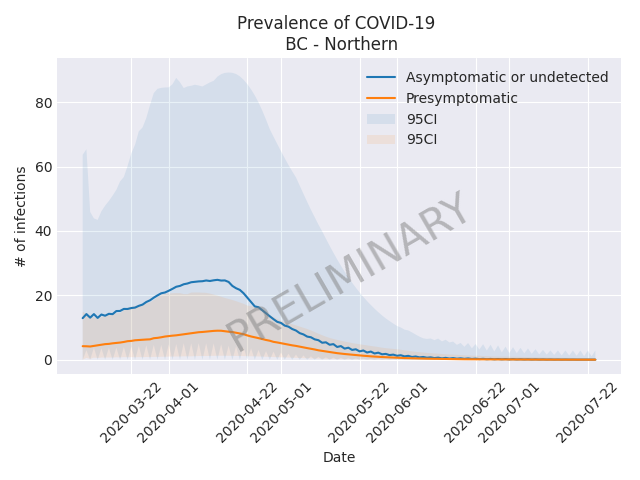 Prevalence of COVID-19
BC - Northern
Asymptomatic or undetected
Presymptomatic
95CI
95CI
PRELIMINARY
# of infections
80
60
40
20
0
2020-03-22
2020-04-01
2020-04-22
2020-05-01
2020-05-22
2020-06-01
2020-06-22
2020-07-01
2020-07-22
Date